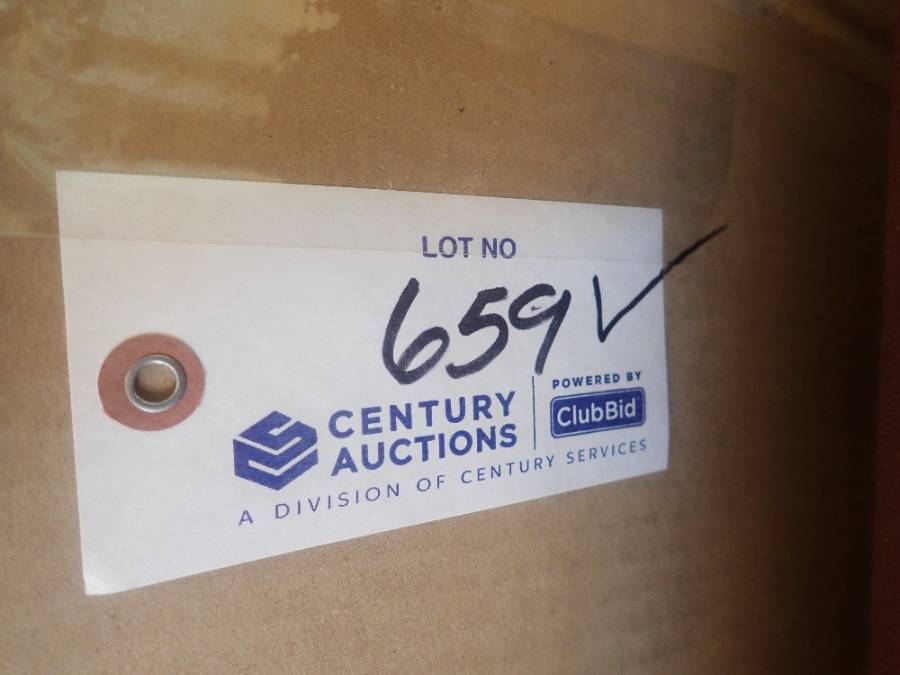 LOT NO
659 ✓
CENTURY
AUCTIONS
POWERED BY
ClubBid
A DIVISION OF CENTURY SERVICES